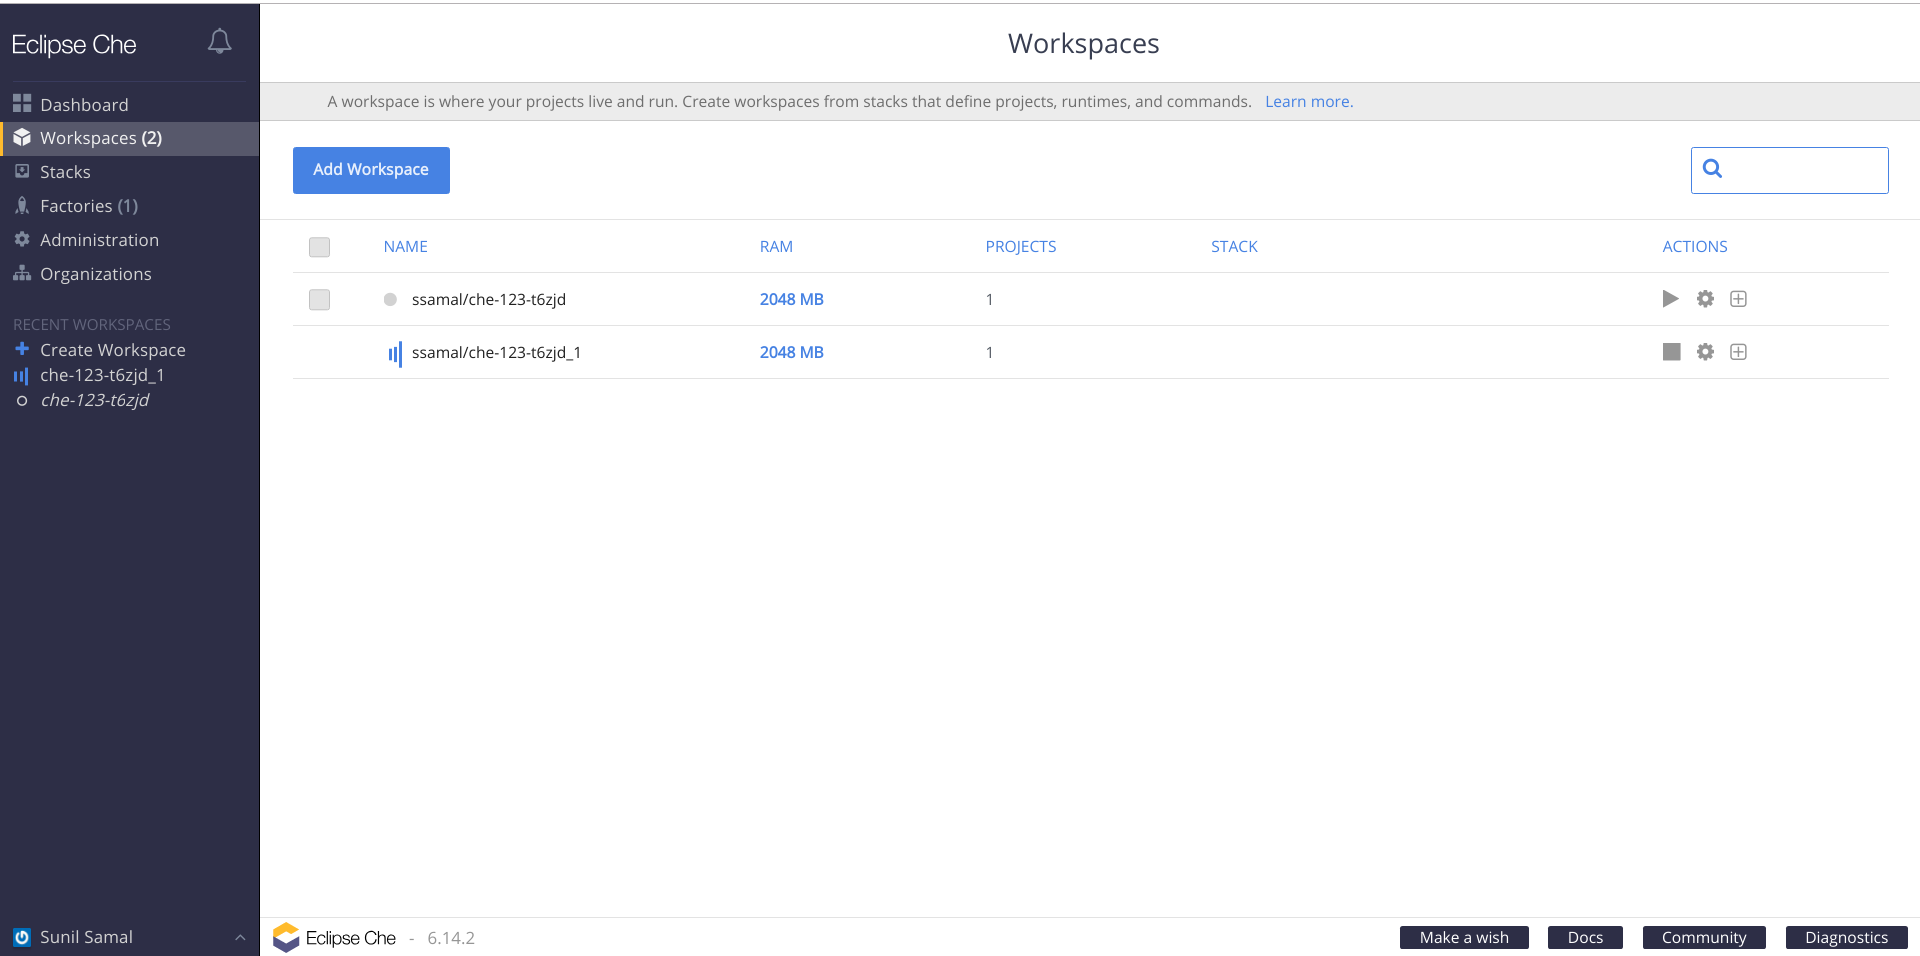 Eclipse Che
Dashboard
Workspaces (2)
Stacks
Factories (1)
Administration
Organizations
RECENT WORKSPACES
Create Workspace
che-123-t6zjd_1
che-123-t6zjd
Sunil Samal
Workspaces
A workspace is where your projects live and run. Create workspaces from stacks that define projects, runtimes, and commands. Learn more.
Add Workspace
NAME RAM PROJECTS STACK ACTIONS
ssamal/che-123-t6zjd 2048 MB 1
ssamal/che-123-t6zjd_1 2048 MB 1
Eclipse Che - 6.14.2
Make a wish Docs Community Diagnostics